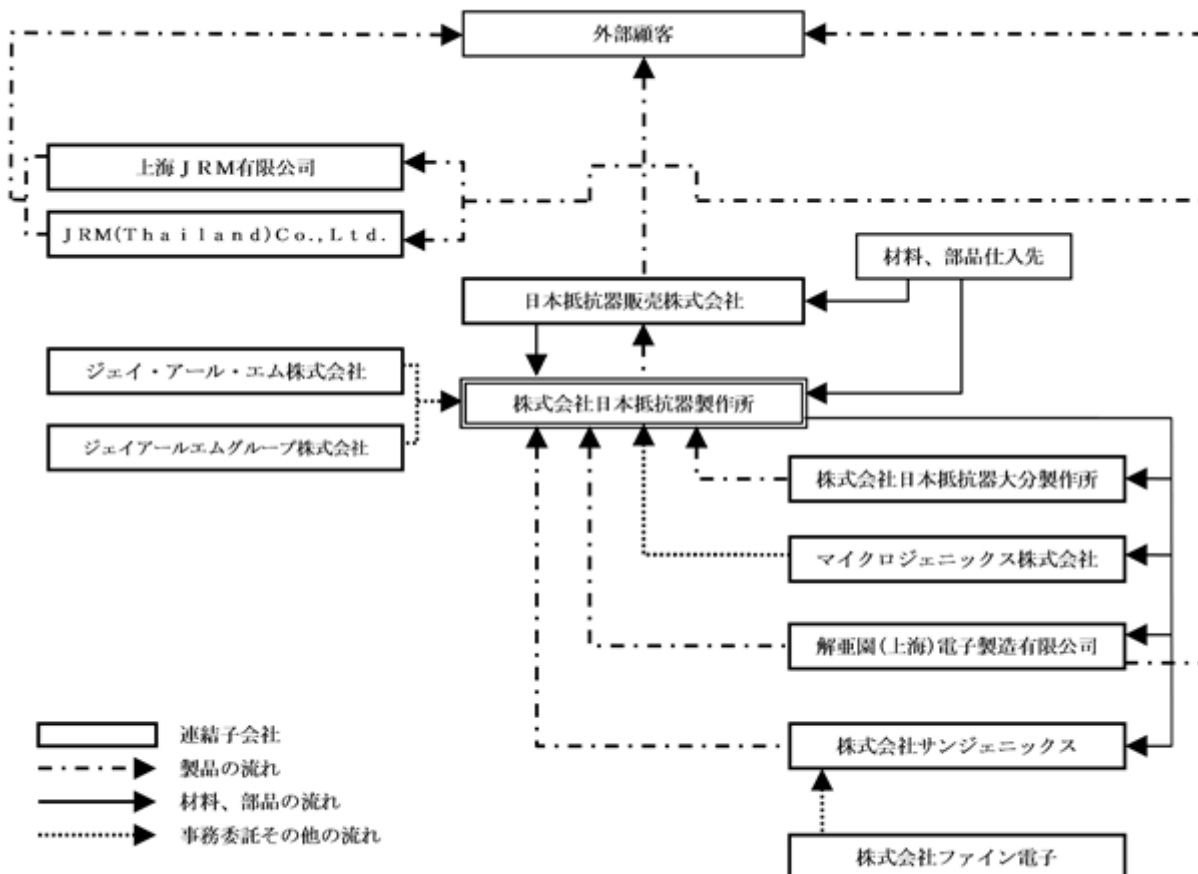 外部顧客
上海JRM有限公司
JRM(Thailand)Co.,Ltd.
材料、部品仕入先
日本抵抗器販売株式会社
ジェイ・アール・エム株式会社
株式会社日本抵抗器製作所
ジェイアールエムグループ株式会社
株式会社日本抵抗器大分製作所
マイクロジェニックス株式会社
解亜園(上海)電子製造有限公司
株式会社サンジェニックス
株式会社ファイン電子
連結子会社
製品の流れ
材料、部品の流れ
事務委託その他の流れ